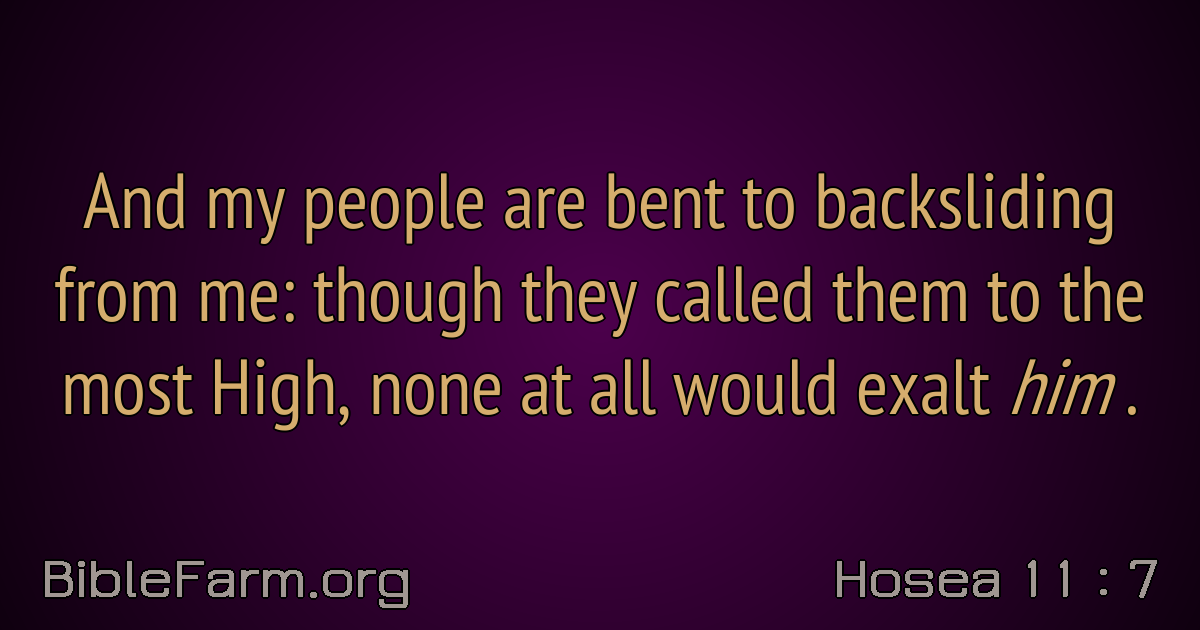 And my people are bent to backsliding
from me: though they called them to the
most High, none at all would exalt him .
BibleFarm.org
Hosea 11 : 7